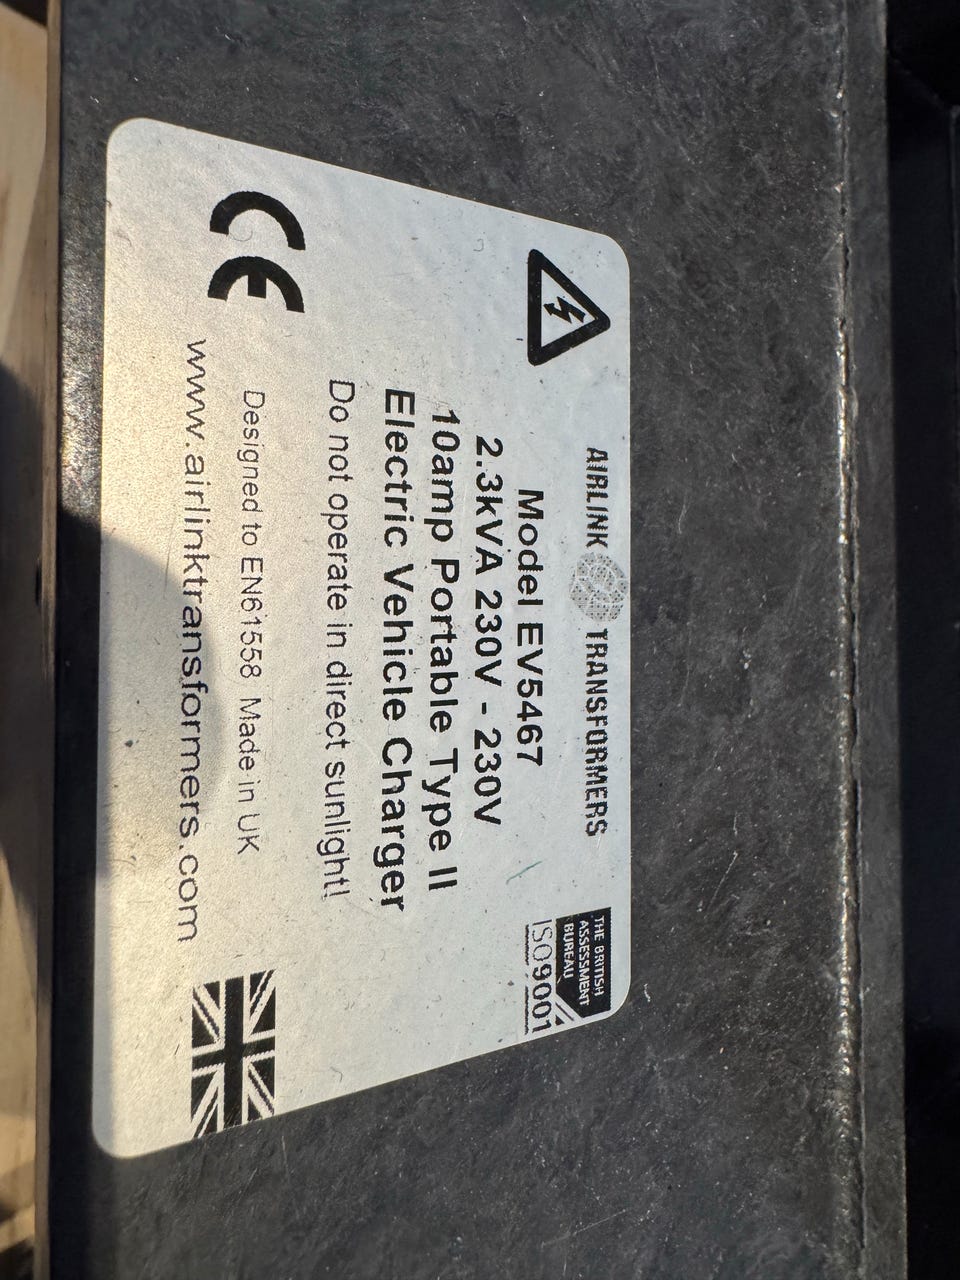 AIRLINK TRANSFORMERS
THE BRITISH
ASSESSMENT
BUREAU
ISO9001
Model EV5467
2.3kVA 230V - 230V
10amp Portable Type II
Electric Vehicle Charger
Do not operate in direct sunlight!
CE
Designed to EN61558 Made in UK
www.airlinktransformers.com